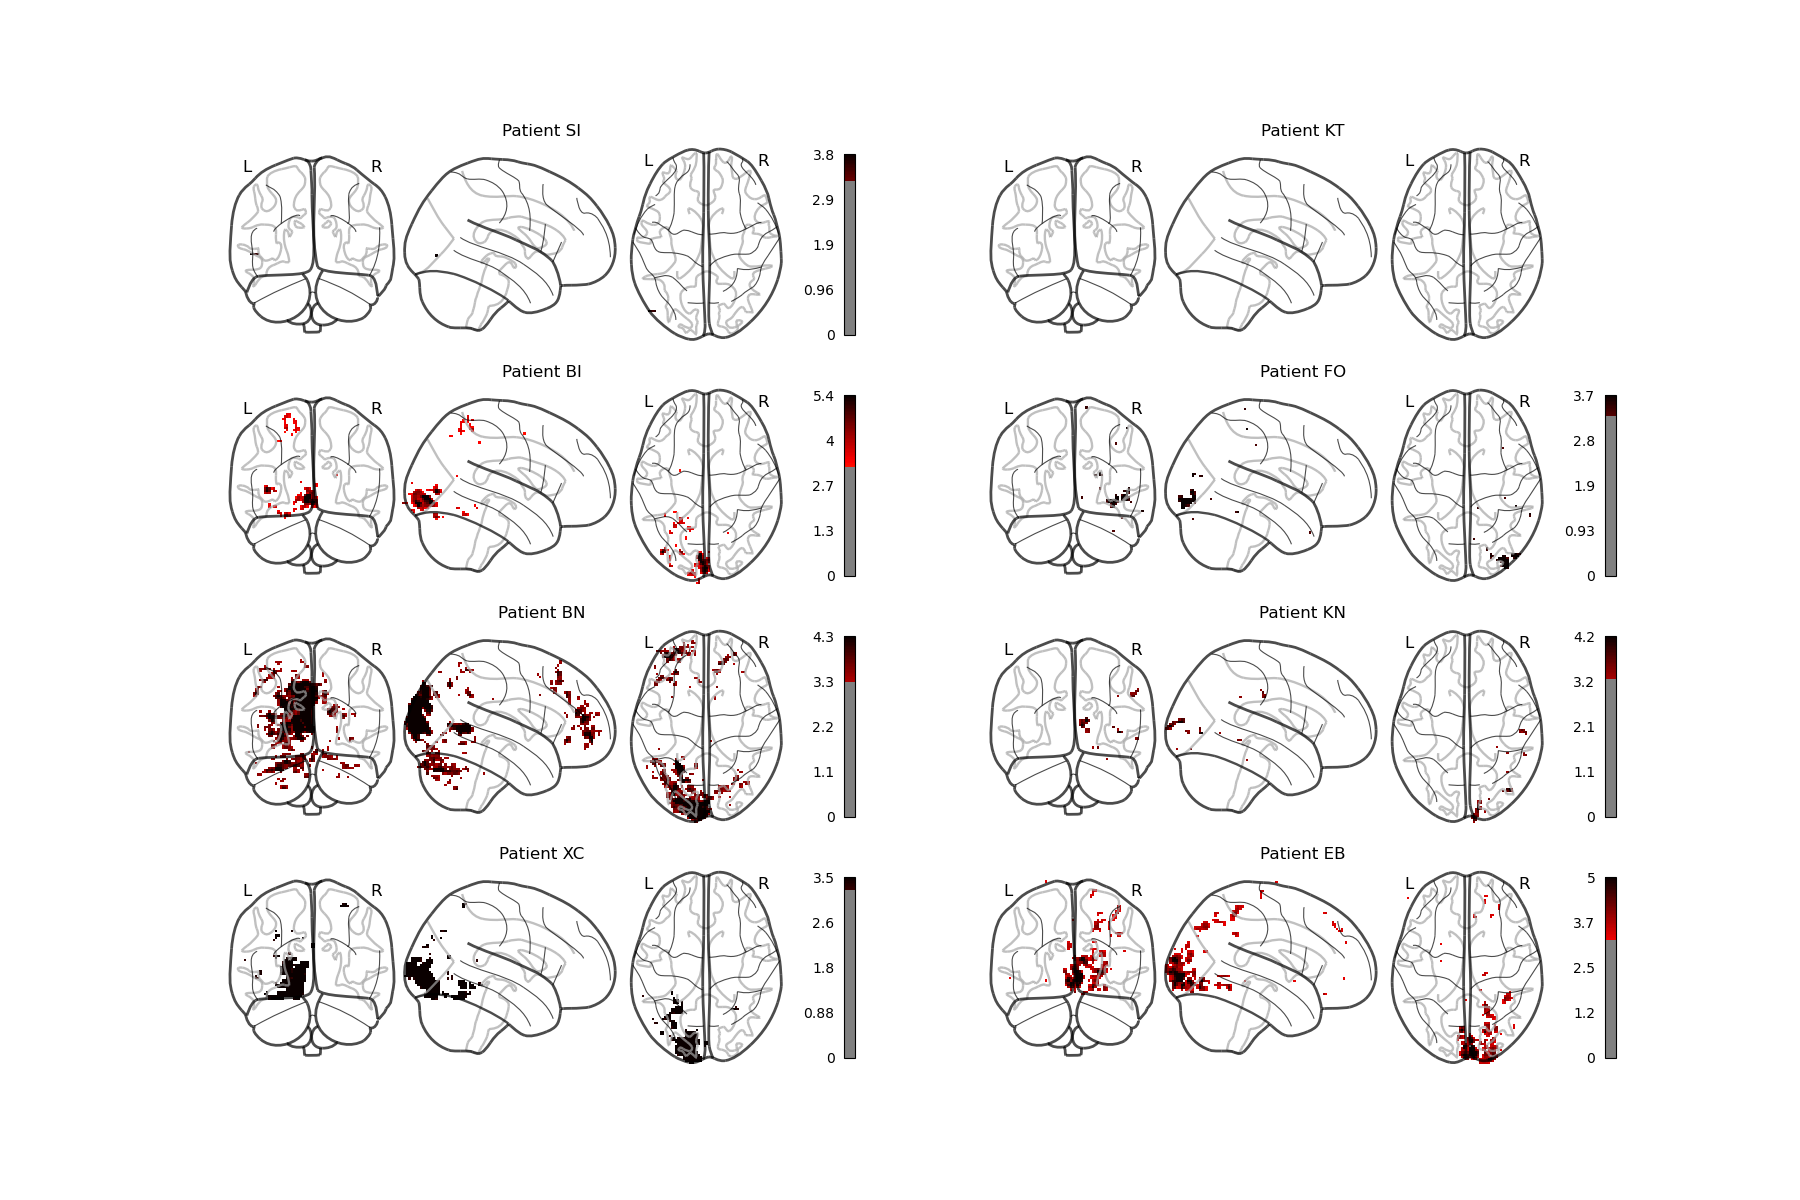 Patient SI
L R L R
3.8
2.9
1.9
0.96
0
Patient KT
L R L R
Patient BI
L R L R
5.4
4
2.7
1.3
0
Patient FO
L R L R
3.7
2.8
1.9
0.93
0
Patient BN
L R L R
4.3
3.3
2.2
1.1
0
Patient KN
L R L R
4.2
3.2
2.1
1.1
0
Patient XC
L R L R
3.5
2.6
1.8
0.88
0
Patient EB
L R L R
5
3.7
2.5
1.2
0